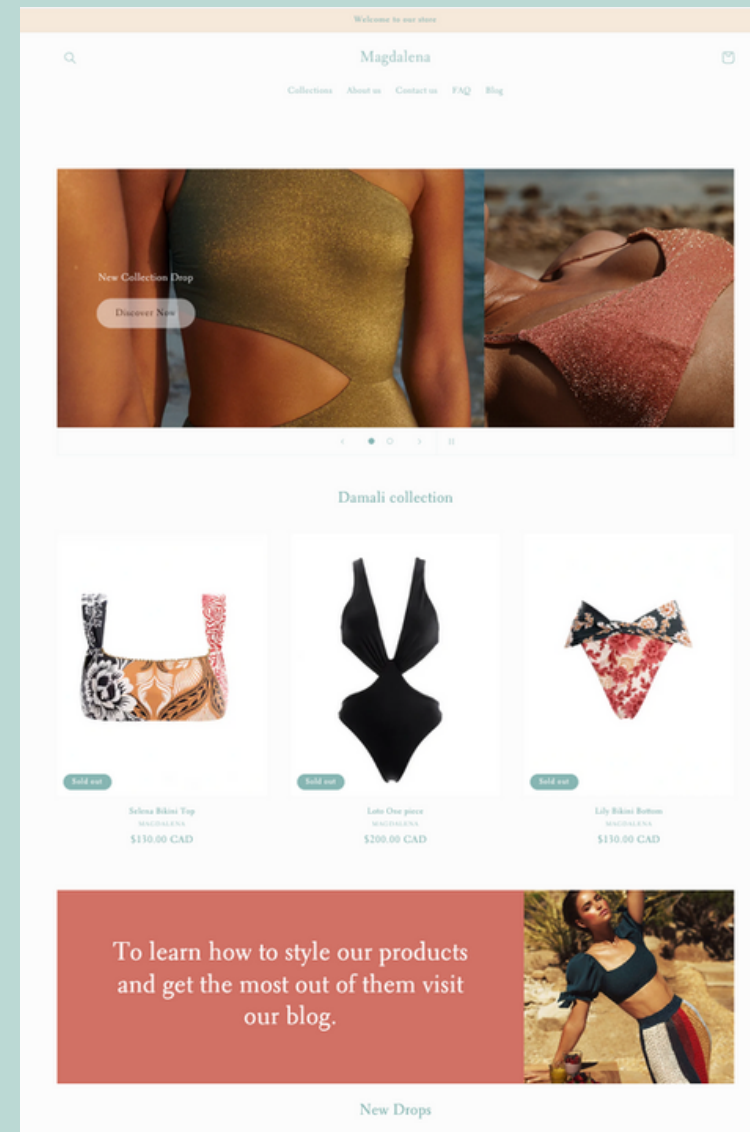 Welcome to our store
Magdalena
Collections About us Contact us FAQ Blog
New Collection Drop
Discover Now
Damali collection
Sold out
Sold out
Sold out
Selena Bikini Top
MAGDALENA
$130.00 CAD
Loto One piece
MAGDALENA
$200.00 CAD
Lily Bikini Bottom
MAGDALENA
$130.00 CAD
To learn how to style our products
and get the most out of them visit
our blog.
New Drops